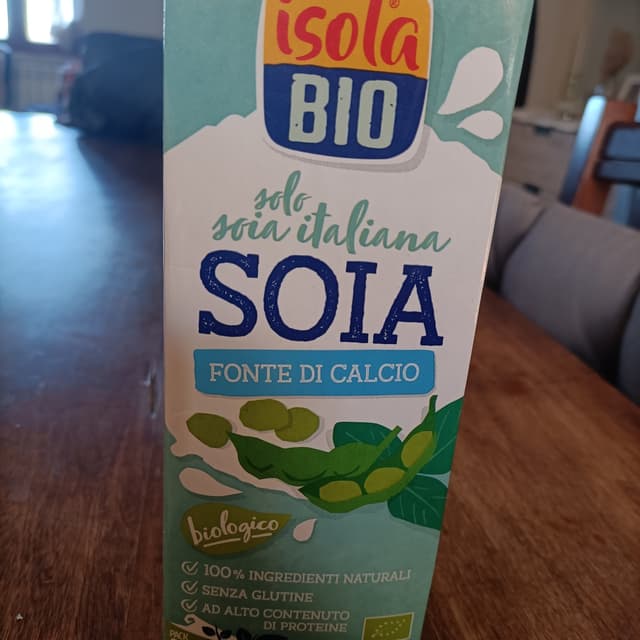 isola®
BIO
solo
soia italiana
SOIA
FONTE DI CALCIO
biologico
100% INGREDIENTI NATURALI
SENZA GLUTINE
AD ALTO CONTENUTO
DI PROTEINE
PACK